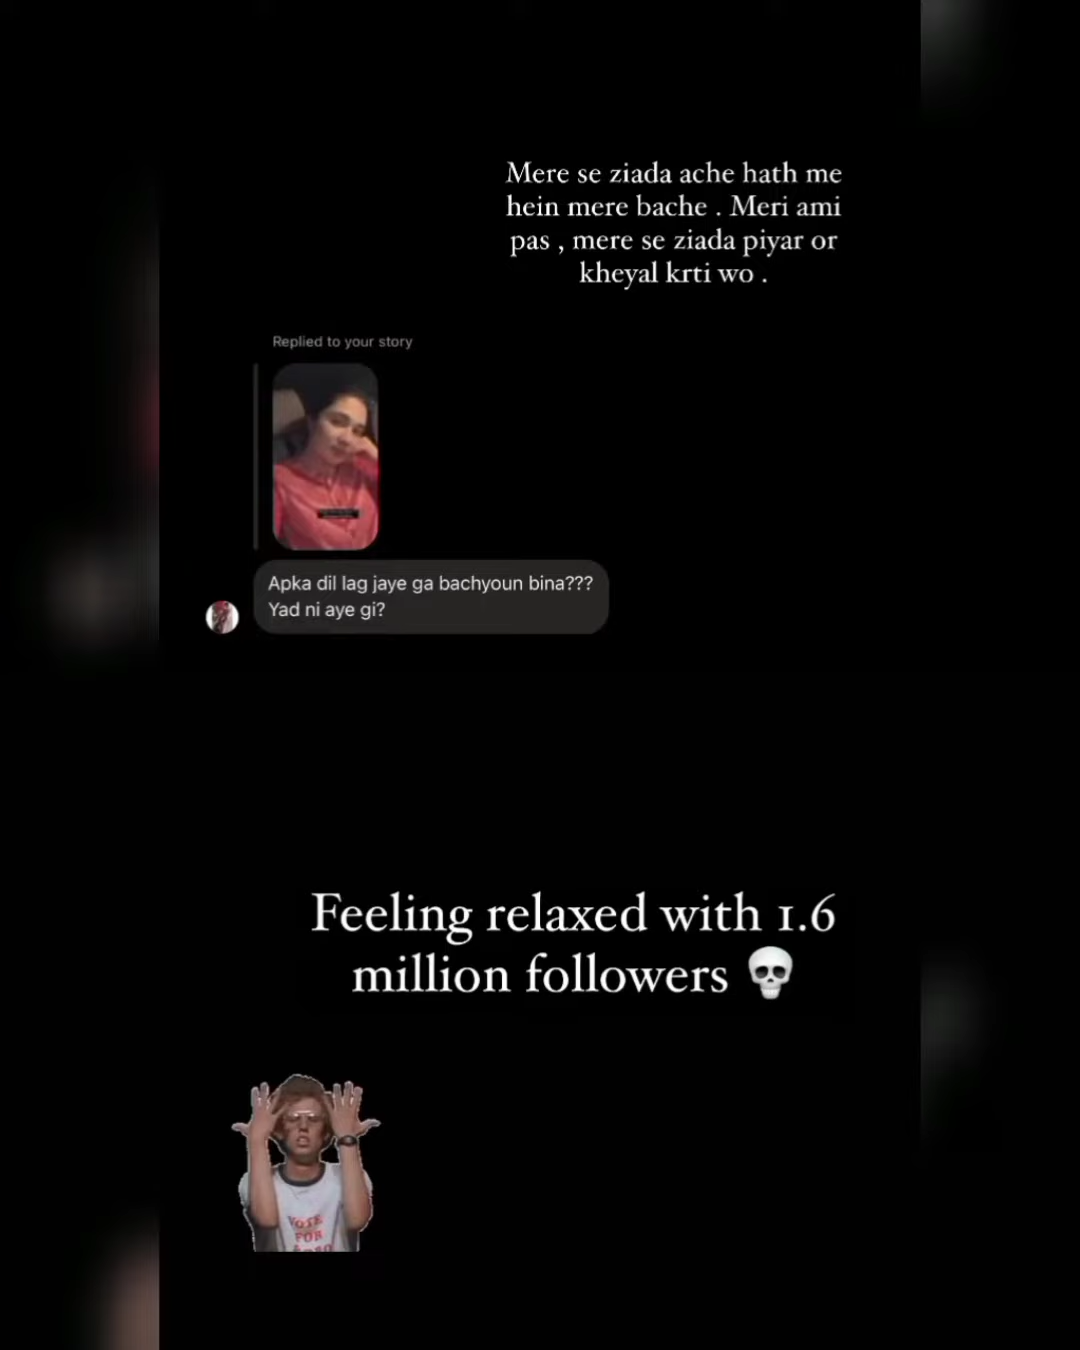 Mere se ziada ache hath me
hein mere bache . Meri ami
pas , mere se ziada piyar or
kheyal krti wo .
Replied to your story
Apka dil lag jaye ga bachyoun bina???
Yad ni aye gi?
Feeling relaxed with 1.6
million followers 💀
VOTE
FOR